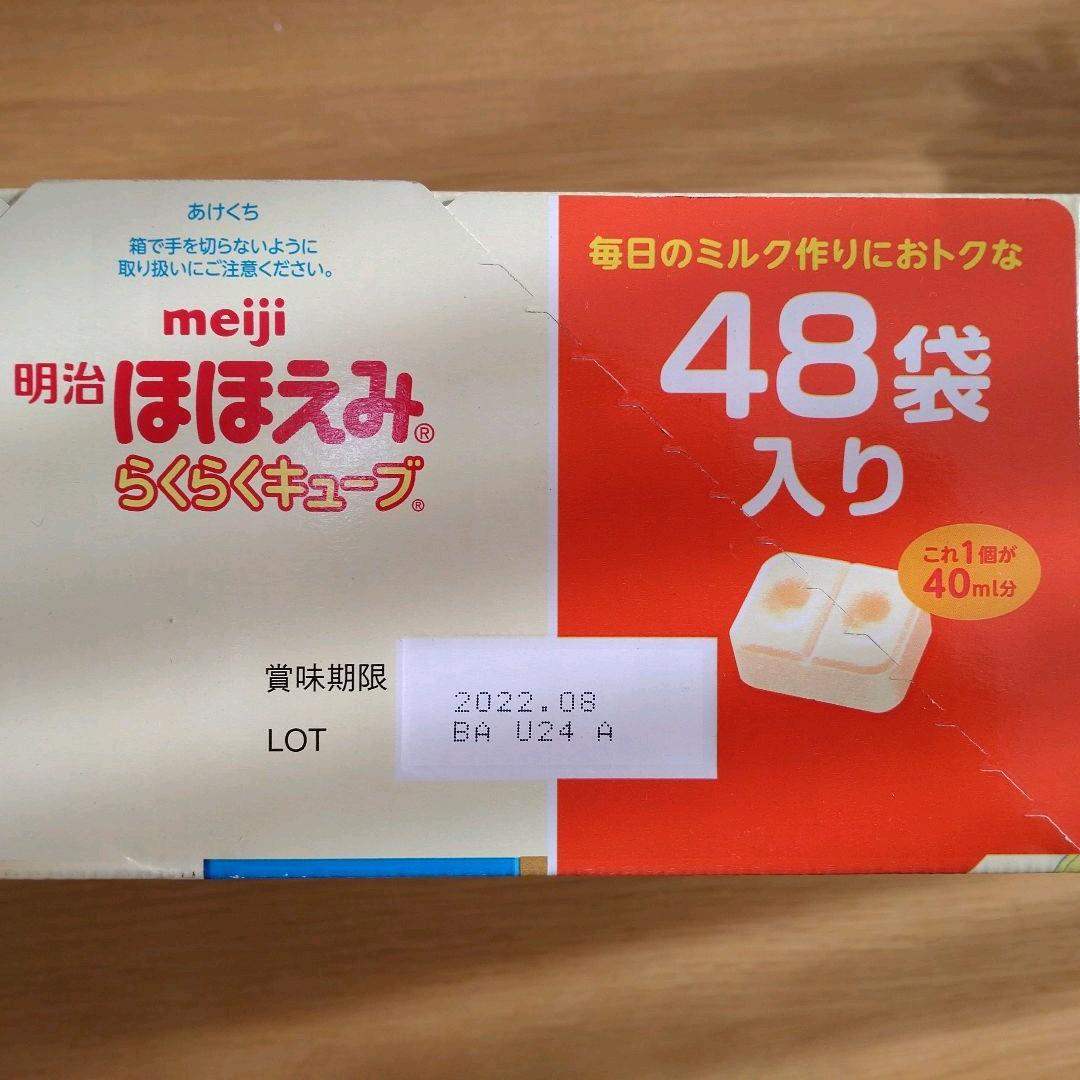 あけくち
箱で手を切らないように
取り扱いにご注意ください。
meiji
明治ほほえみ®
らくらくキューブ®
毎日のミルク作りにおトクな
48袋
入り
これ1個が
40ml分
賞味期限 2022.08
LOT BA U24 A